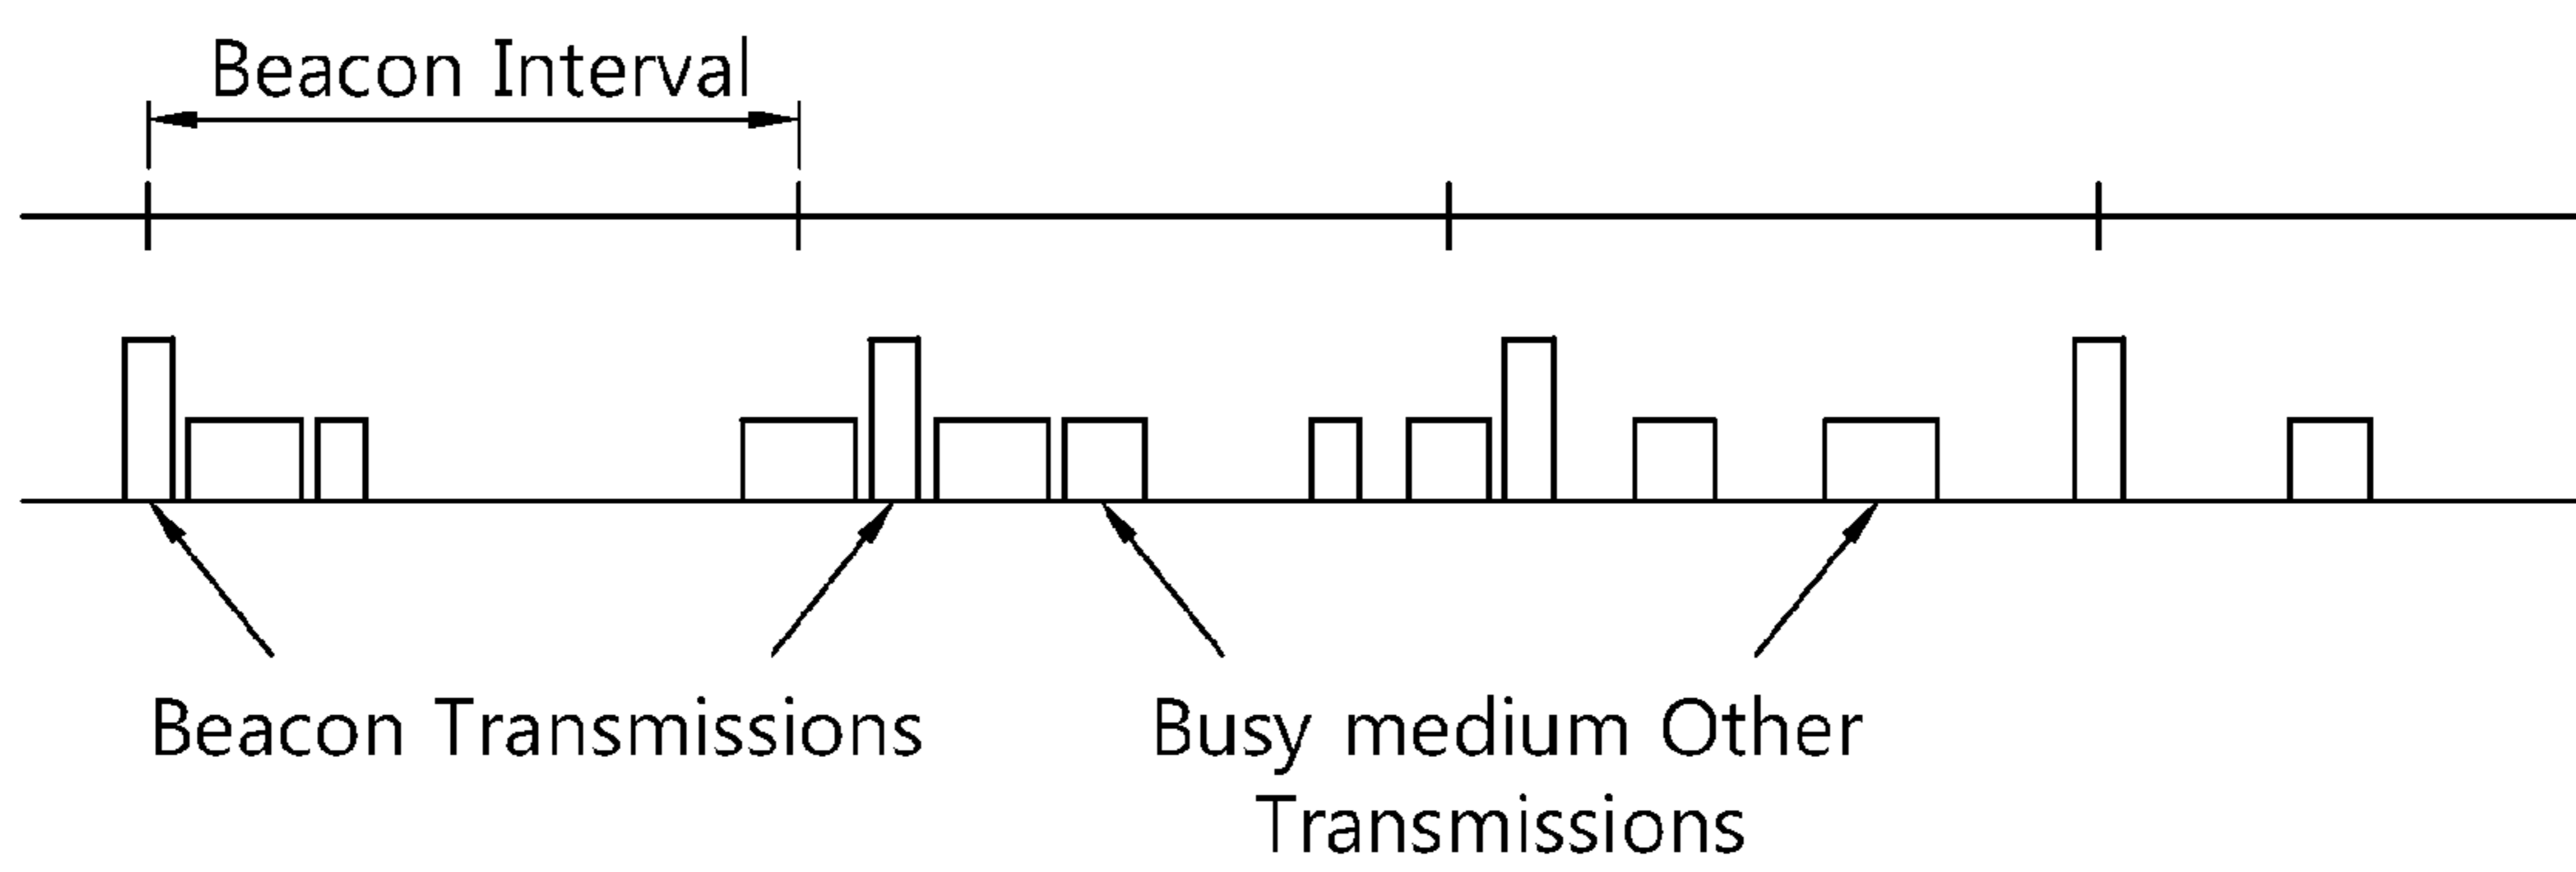 Beacon Interval
Beacon Transmissions
Busy medium Other
Transmissions